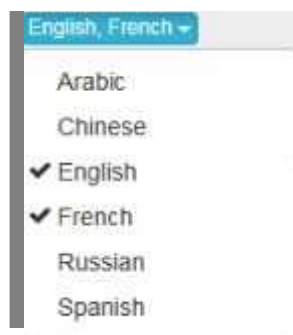 English, French
Arabic
Chinese
English
French
Russian
Spanish